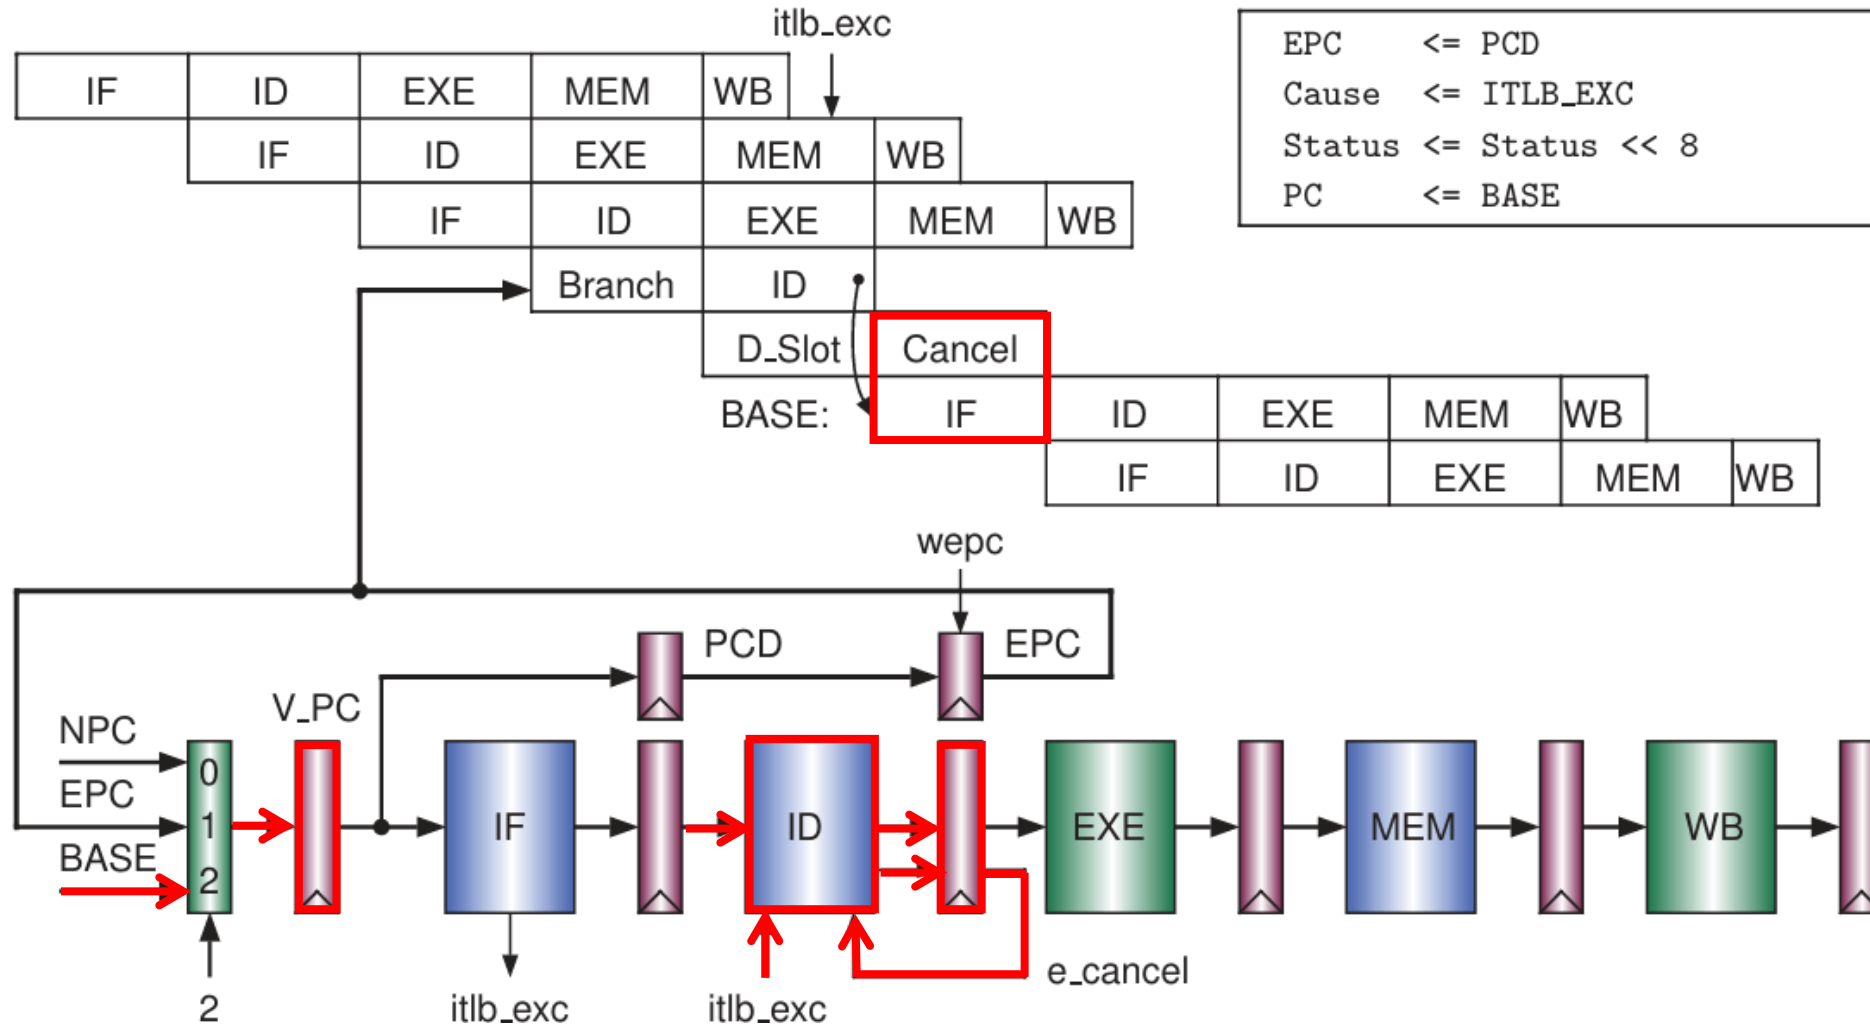 itlb_exc
IF ID EXE MEM WB
IF ID EXE MEM WB
IF ID EXE MEM WB
Branch ID
D_Slot Cancel
BASE: IF ID EXE MEM WB
IF ID EXE MEM WB
EPC <= PCD
Cause <= ITLB_EXC
Status <= Status << 8
PC <= BASE
wepc
PCD EPC
V_PC
NPC
EPC
BASE
0
1
2
IF ID EXE MEM WB
e_cancel
2 itlb_exc itlb_exc